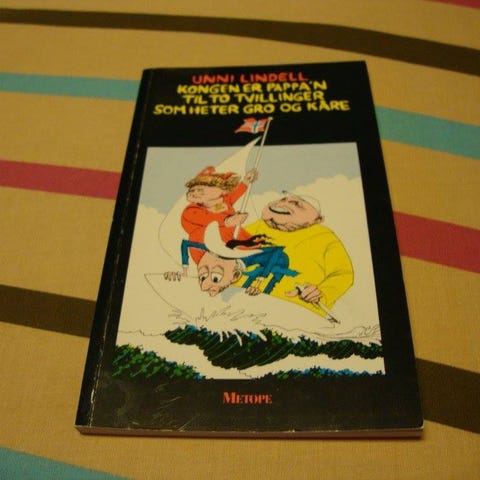 UNNI LINDELL
KONGEN ER PAPPA'N
TIL TO TVILLINGER
SOM HETER GRO OG KÅRE
METOPE